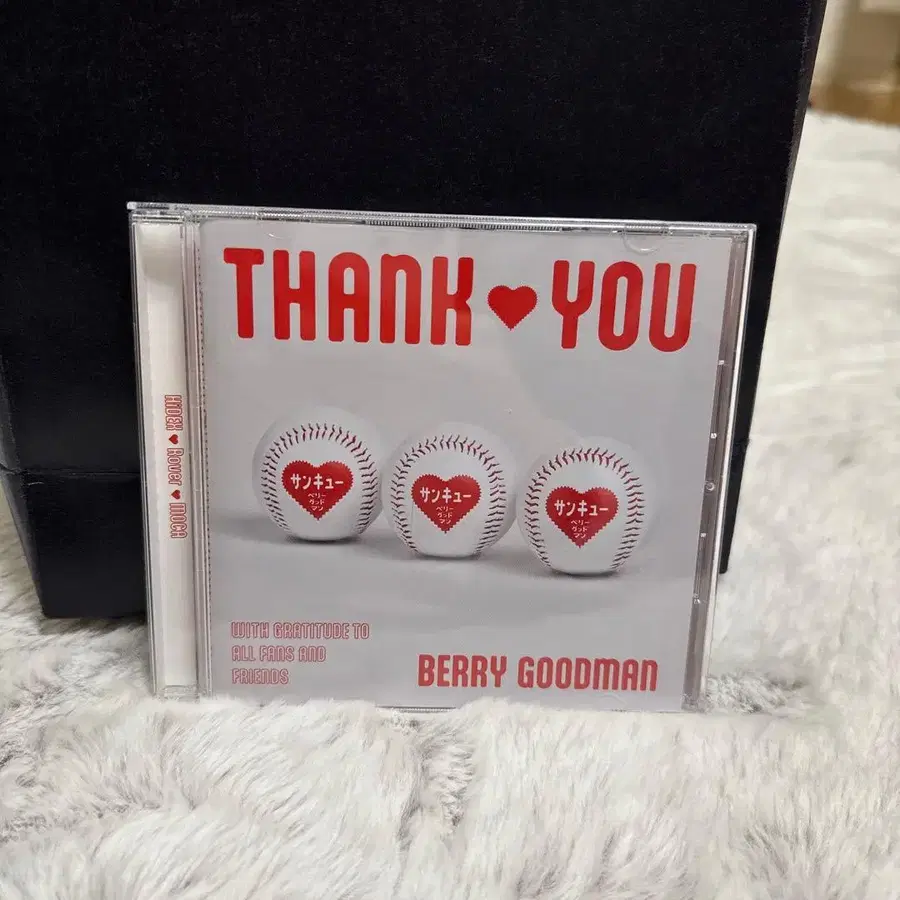 THANK ♥ YOU
HiDEX ♥ Rover ♥ MOCA
サンキュー
ベリー
グッド
マン
サンキュー
ベリー
グッド
マン
サンキュー
ベリー
グッド
マン
WITH GRATITUDE TO
ALL FANS AND
FRIENDS
BERRY GOODMAN